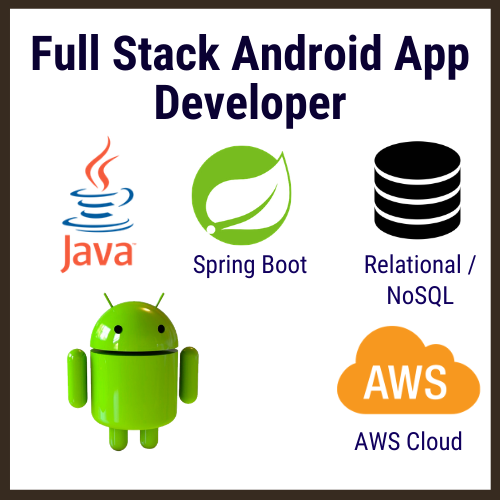 Full Stack Android App
Developer
Java
Spring Boot
Relational /
NoSQL
AWS
AWS Cloud